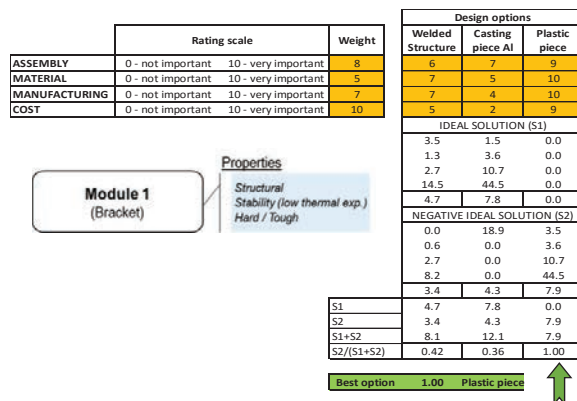 Design options
Rating scale Weight Welded Structure Casting piece Al Plastic piece
ASSEMBLY 0 - not important 10 - very important 8 6 7 9
MATERIAL 0 - not important 10 - very important 5 7 5 10
MANUFACTURING 0 - not important 10 - very important 7 7 4 10
COST 0 - not important 10 - very important 10 5 2 9
IDEAL SOLUTION (S1)
3.5 1.5 0.0
1.3 3.6 0.0
2.7 10.7 0.0
14.5 44.5 0.0
4.7 7.8 0.0
Properties
Module 1
(Bracket)
Structural
Stability (low thermal exp.)
Hard / Tough
NEGATIVE IDEAL SOLUTION (S2)
0.0 18.9 3.5
0.6 0.0 3.6
2.7 0.0 10.7
8.2 0.0 44.5
3.4 4.3 7.9
S1 4.7 7.8 0.0
S2 3.4 4.3 7.9
S1+S2 8.1 12.1 7.9
S2/(S1+S2) 0.42 0.36 1.00
Best option 1.00 Plastic piece